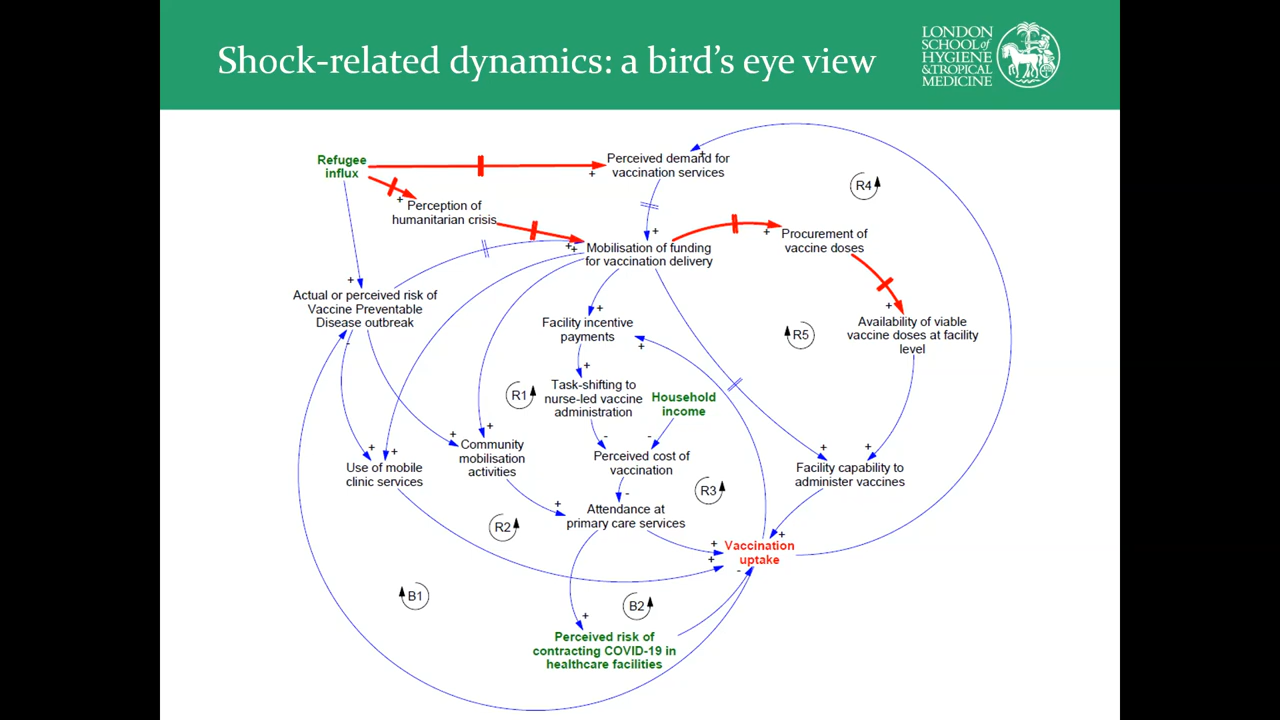 Shock-related dynamics: a bird's eye view
LONDON
SCHOOL of
HYGIENE
& TROPICAL
MEDICINE
Refugee
influx
Perceived demand for
vaccination services
Perception of
humanitarian crisis
Mobilisation of funding
for vaccination delivery
Procurement of
vaccine doses
R4
Actual or perceived risk of
Vaccine Preventable
Disease outbreak
Facility incentive
payments
R5
Availability of viable
vaccine doses at facility
level
R1
Task-shifting to
nurse-led vaccine
administration
Household
income
Use of mobile
clinic services
Community
mobilisation
activities
Perceived cost of
vaccination
Facility capability to
administer vaccines
R3
R2
Attendance at
primary care services
Vaccination
uptake
B1
B2
Perceived risk of
contracting COVID-19 in
healthcare facilities